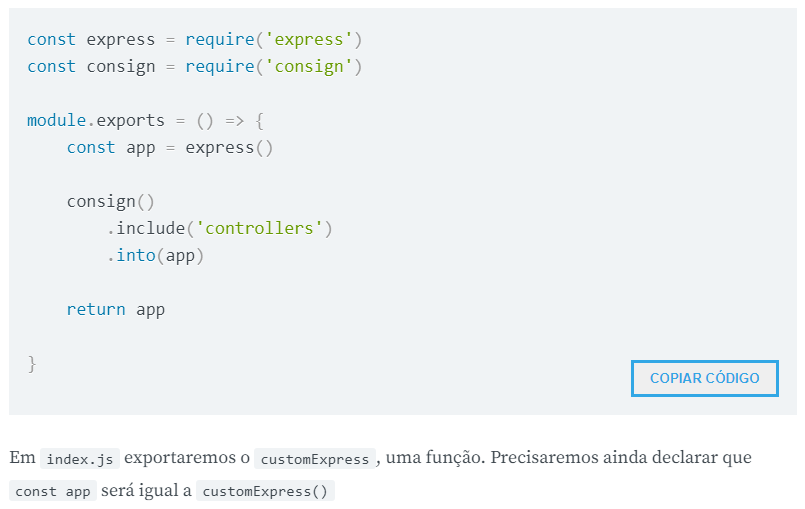 const express = require('express')
const consign = require('consign')
module.exports = () => {
    const app = express()
    consign()
        .include('controllers')
        .into(app)
    return app
}
COPIAR CÓDIGO
Em index.js exportaremos o customExpress, uma função. Precisaremos ainda declarar que
const app será igual a customExpress()